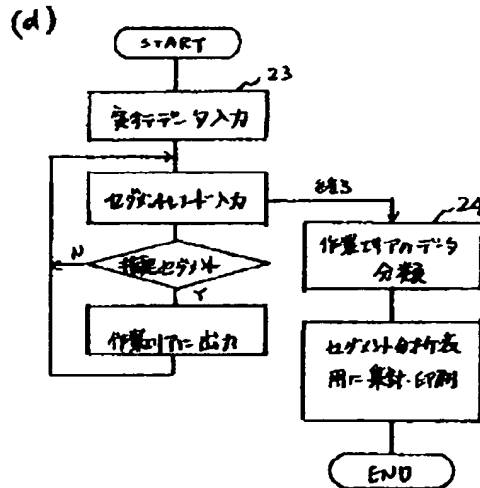 (d)
START
23
実行データ入力
セグメントレコード入力
終了
24
N
指定セグメント
作業エリアのデータ
分類
Y
作業エリアに出力
セグメント分析表
用に集計・印刷
END